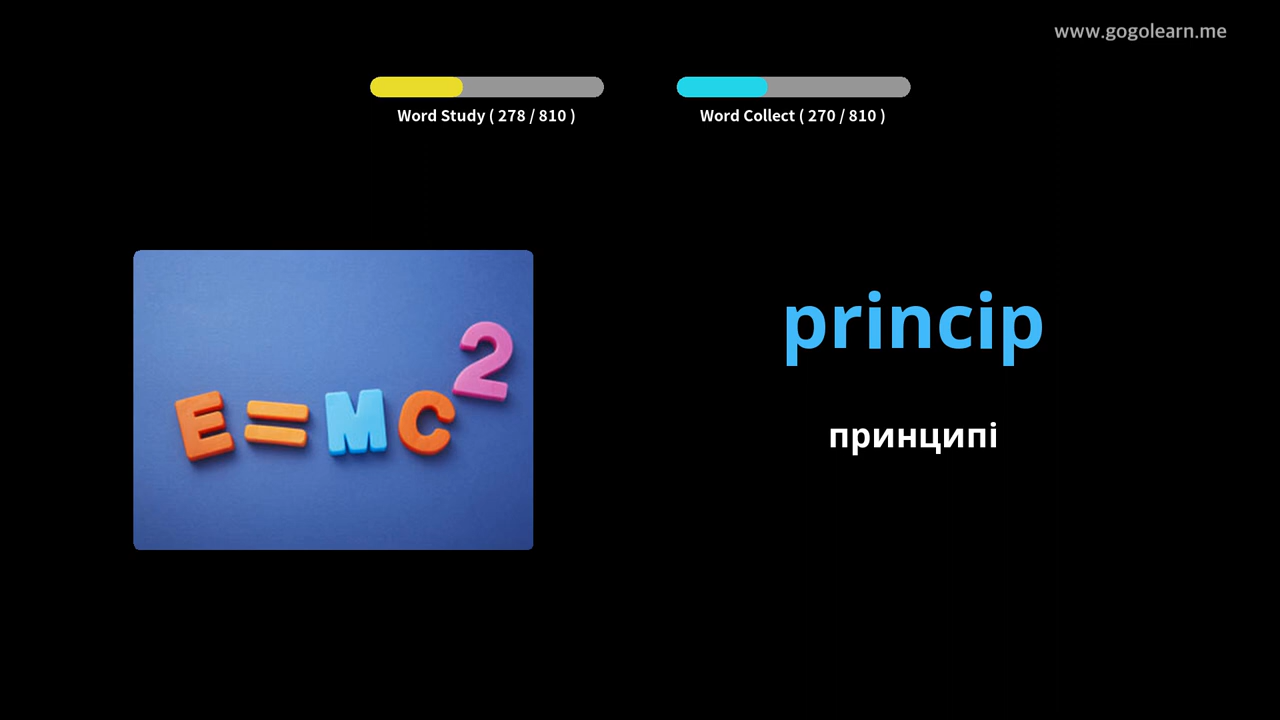 www.gogolearn.me
Word Study ( 278 / 810 )
Word Collect ( 270 / 810 )
E=MC²
princip
принципі